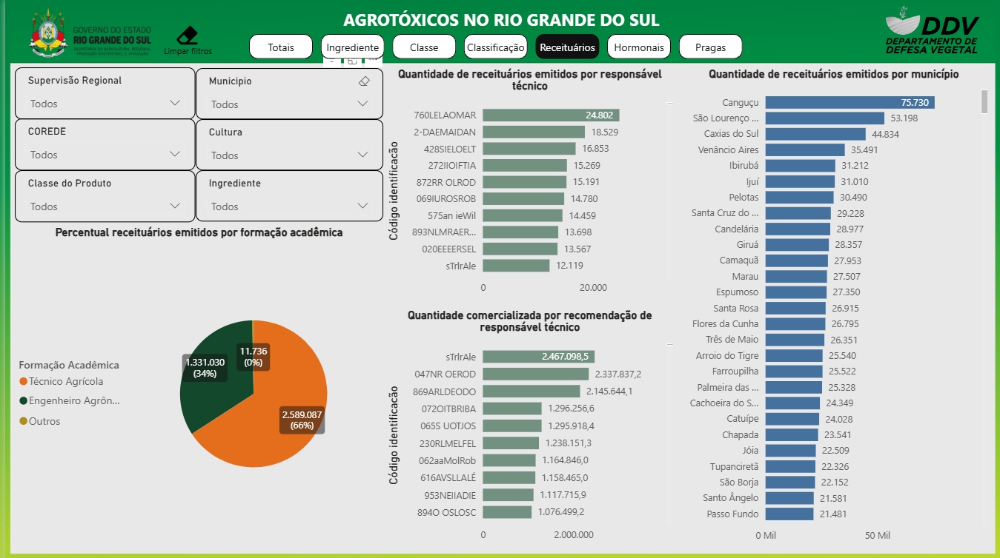 AGROTÓXICOS NO RIO GRANDE DO SUL
GOVERNO DO ESTADO
RIO GRANDE DO SUL
SECRETARIA DA AGRICULTURA, PECUÁRIA,
PRODUÇÃO SUSTENTÁVEL E IRRIGAÇÃO
Limpar filtros
Totais
Ingrediente
Classe
Classificação
Receituários
Hormonais
Pragas
DDV
DEPARTAMENTO DE
DEFESA VEGETAL
Supervisão Regional
Todos
Municipio
Todos
COREDE
Todos
Cultura
Todos
Classe do Produto
Todos
Ingrediente
Todos
Percentual receituários emitidos por formação acadêmica
Formação Acadêmica
Técnico Agrícola
Engenheiro Agrôn...
Outros
11.736
(0%)
1.331.030
(34%)
2.589.087
(66%)
Quantidade de receituários emitidos por responsável
técnico
Código identificação
760LELAOMAR 24.802
2-DAEMAIDAN 18.529
428SIELOELT 16.853
272IIOIFTIA 15.269
872RR OLROD 15.191
069IUROSROB 14.780
575an ieWil 14.459
893NLMRAER... 13.698
020EEEERSEL 13.567
sTrlrAle 12.119
0 20.000
Quantidade comercializada por recomendação de
responsável técnico
Código identificação
sTrlrAle 2.467.098,5
047NR OEROD 2.337.837,2
869ARLDEODO 2.145.644,1
072OITBRIBA 1.296.256,6
065S UOTJOS 1.295.918,4
230RLMELFEL 1.238.151,3
062aaMolRob 1.164.846,0
616AVSLLALÉ 1.158.465,0
953NEIIADIE 1.117.715,9
894O OSLOSC 1.076.499,2
0 2.000.000
Quantidade de receituários emitidos por município
Canguçu 75.730
São Lourenço ... 53.198
Caxias do Sul 44.834
Venâncio Aires 35.491
Ibirubá 31.212
Ijuí 31.010
Pelotas 30.490
Santa Cruz do ... 29.228
Candelária 28.977
Giruá 28.357
Camaquã 27.953
Marau 27.507
Espumoso 27.350
Santa Rosa 26.915
Flores da Cunha 26.795
Três de Maio 26.351
Arroio do Tigre 25.540
Farroupilha 25.522
Palmeira das ... 25.328
Cachoeira do S... 24.349
Catuípe 24.028
Chapada 23.541
Jóia 22.509
Tupanciretã 22.326
São Borja 22.152
Santo Ângelo 21.581
Passo Fundo 21.481
0 Mil 50 Mil